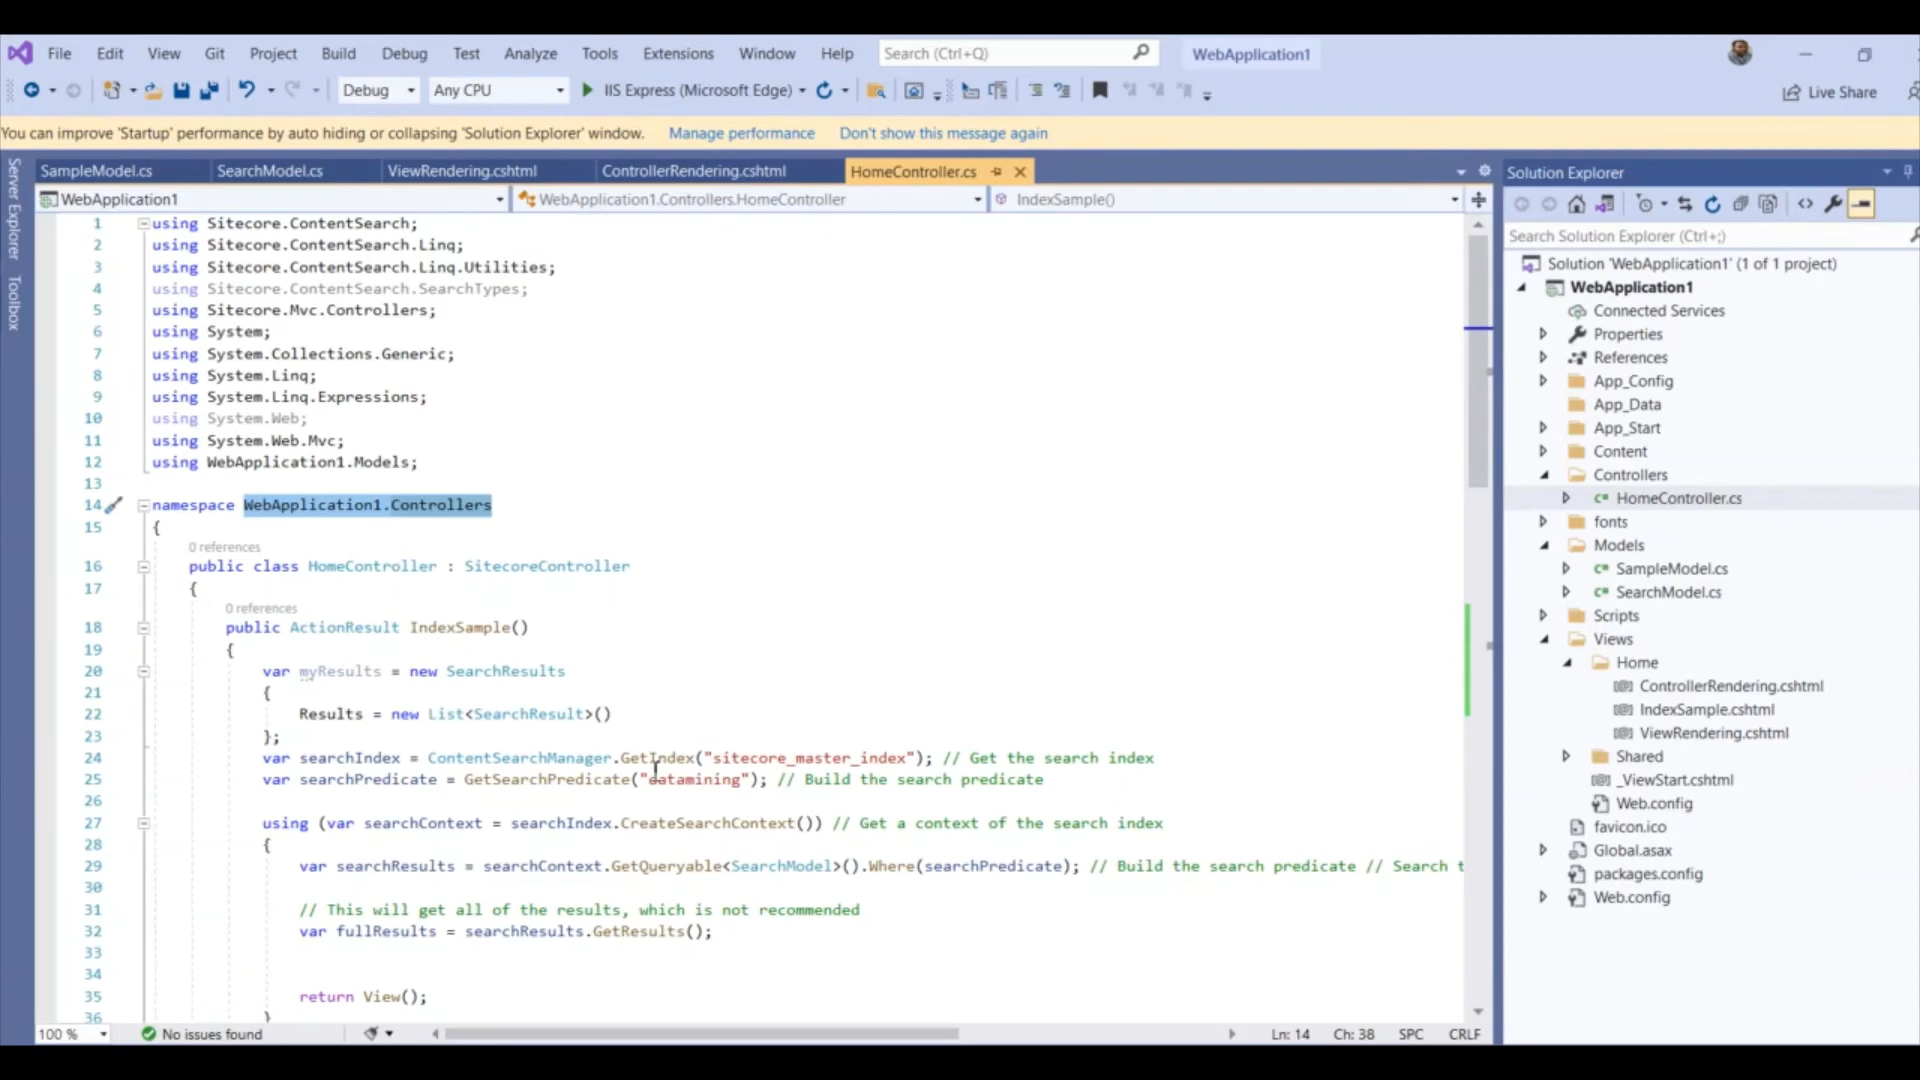 File Edit View Git Project Build Debug Test Analyze Tools Extensions Window Help Search (Ctrl+Q) WebApplication1
Debug Any CPU IIS Express (Microsoft Edge) Live Share
You can improve 'Startup' performance by auto hiding or collapsing 'Solution Explorer' window. Manage performance Don't show this message again
Server Explorer
Toolbox
SampleModel.cs SearchModel.cs ViewRendering.cshtml ControllerRendering.cshtml HomeController.cs
WebApplication1 WebApplication1.Controllers.HomeController IndexSample()
1 using Sitecore.ContentSearch;
2 using Sitecore.ContentSearch.Linq;
3 using Sitecore.ContentSearch.Linq.Utilities;
4 using Sitecore.ContentSearch.SearchTypes;
5 using Sitecore.Mvc.Controllers;
6 using System;
7 using System.Collections.Generic;
8 using System.Linq;
9 using System.Linq.Expressions;
10 using System.Web;
11 using System.Web.Mvc;
12 using WebApplication1.Models;
13
14 namespace WebApplication1.Controllers
15 {
0 references
16 public class HomeController : SitecoreController
17 {
0 references
18 public ActionResult IndexSample()
19 {
20 var myResults = new SearchResults
21 {
22 Results = new List<SearchResult>()
23 };
24 var searchIndex = ContentSearchManager.GetIndex("sitecore_master_index"); // Get the search index
25 var searchPredicate = GetSearchPredicate("datamining"); // Build the search predicate
26
27 using (var searchContext = searchIndex.CreateSearchContext()) // Get a context of the search index
28 {
29 var searchResults = searchContext.GetQueryable<SearchModel>().Where(searchPredicate); // Build the search predicate // Search t
30
31 // This will get all of the results, which is not recommended
32 var fullResults = searchResults.GetResults();
33
34
35 return View();
36 }
100 % No issues found Ln: 14 Ch: 38 SPC CRLF
Solution Explorer
Search Solution Explorer (Ctrl+;)
Solution 'WebApplication1' (1 of 1 project)
WebApplication1
Connected Services
Properties
References
App_Config
App_Data
App_Start
Content
Controllers
C# HomeController.cs
fonts
Models
C# SampleModel.cs
C# SearchModel.cs
Scripts
Views
Home
ControllerRendering.cshtml
IndexSample.cshtml
ViewRendering.cshtml
Shared
_ViewStart.cshtml
Web.config
favicon.ico
Global.asax
packages.config
Web.config